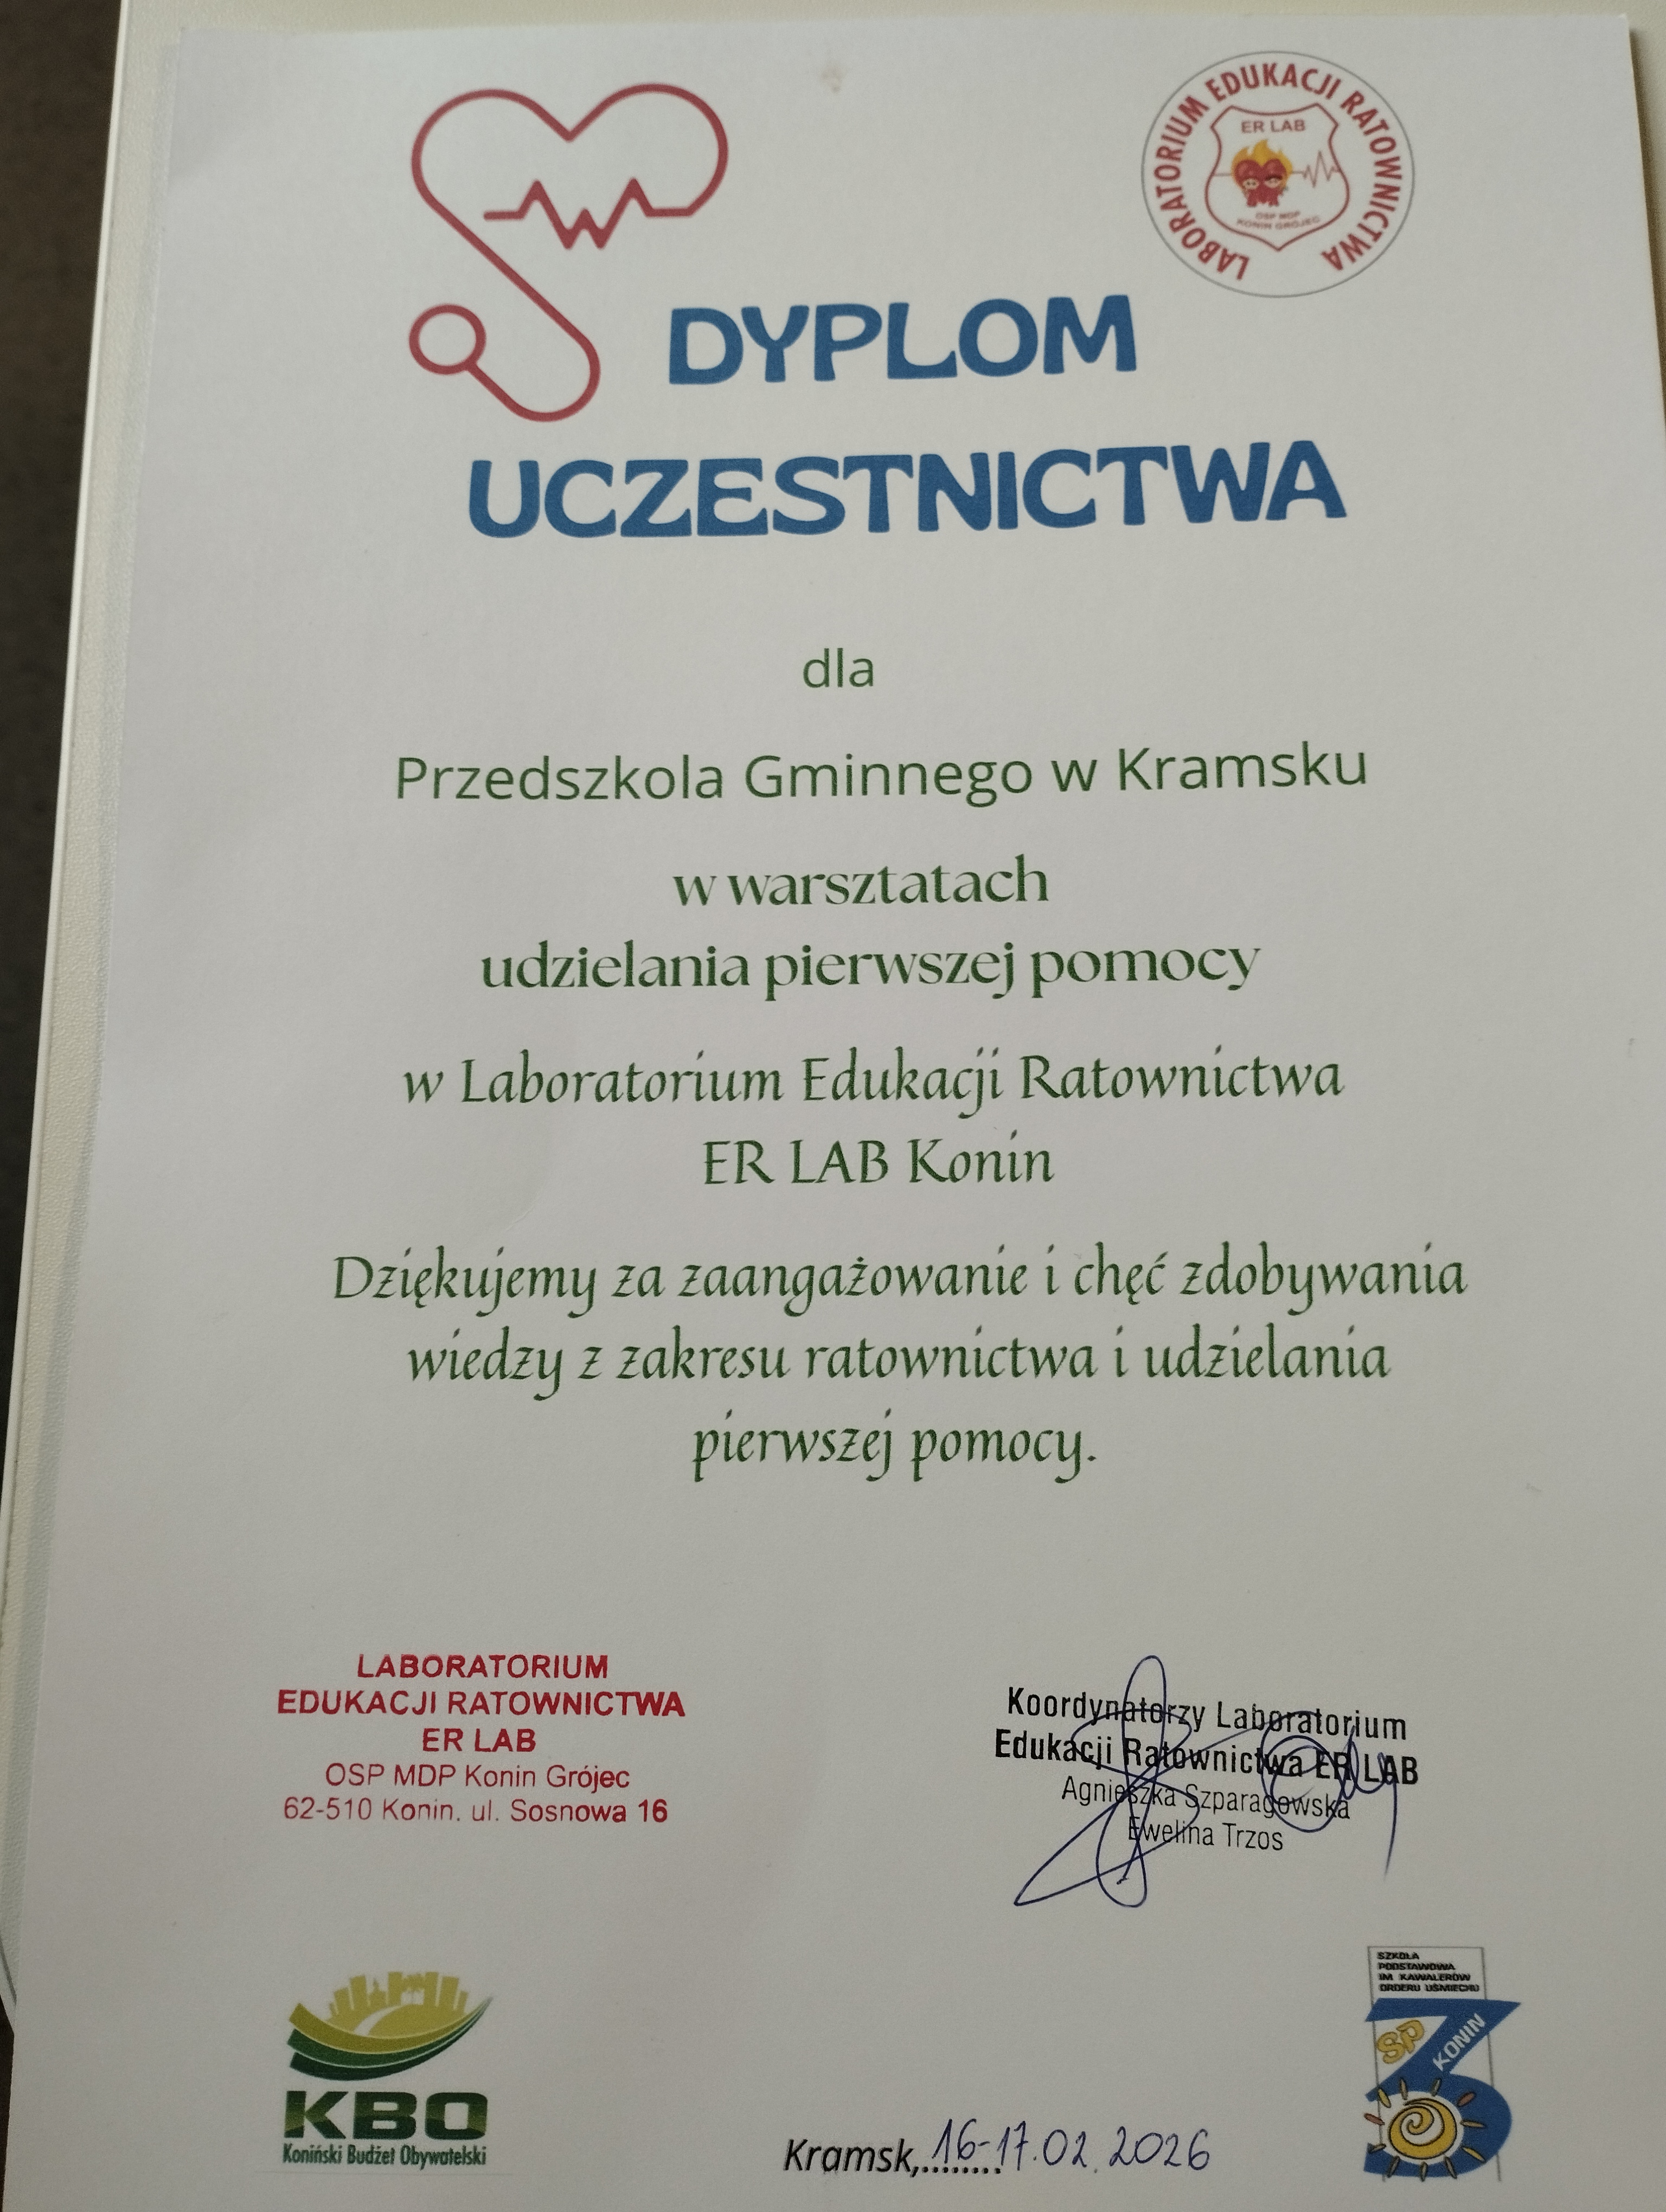 LABORATORIUM EDUKACJI RATOWNICTWA
ER LAB
OSP MDP
KONIN GRÓJEC
DYPLOM
UCZESTNICTWA
dla
Przedszkola Gminnego w Kramsku
w warsztatach
udzielania pierwszej pomocy
w Laboratorium Edukacji Ratownictwa
ER LAB Konin
Dziękujemy za zaangażowanie i chęć zdobywania
wiedzy z zakresu ratownictwa i udzielania
pierwszej pomocy.
LABORATORIUM
EDUKACJI RATOWNICTWA
ER LAB
OSP MDP Konin Grójec
62-510 Konin. ul. Sosnowa 16
Koordynatorzy Laboratorium
Edukacji Ratownictwa ER LAB
Agnieszka Szparagowska
Ewelina Trzos
KBO
Koniński Budżet Obywatelski
Kramsk,........16-17.02.2026
SZKOŁA
PODSTAWOWA
IM KAWALERÓW
ORDERU UŚMIECHU
3
SP
KONIN